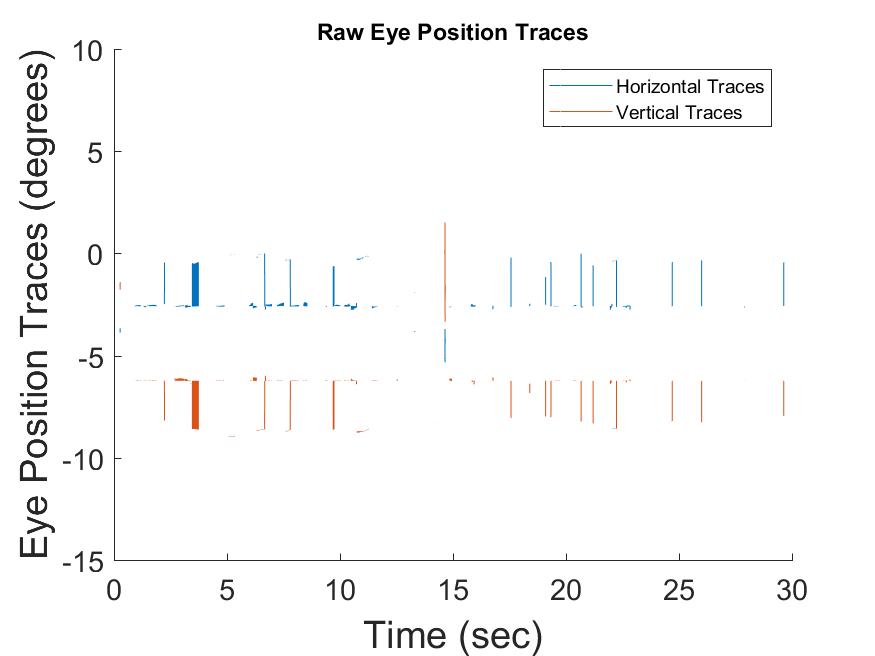 Raw Eye Position Traces
Horizontal Traces
Vertical Traces
Eye Position Traces (degrees)
10
5
0
-5
-10
-15
0
5
10
15
20
25
30
Time (sec)